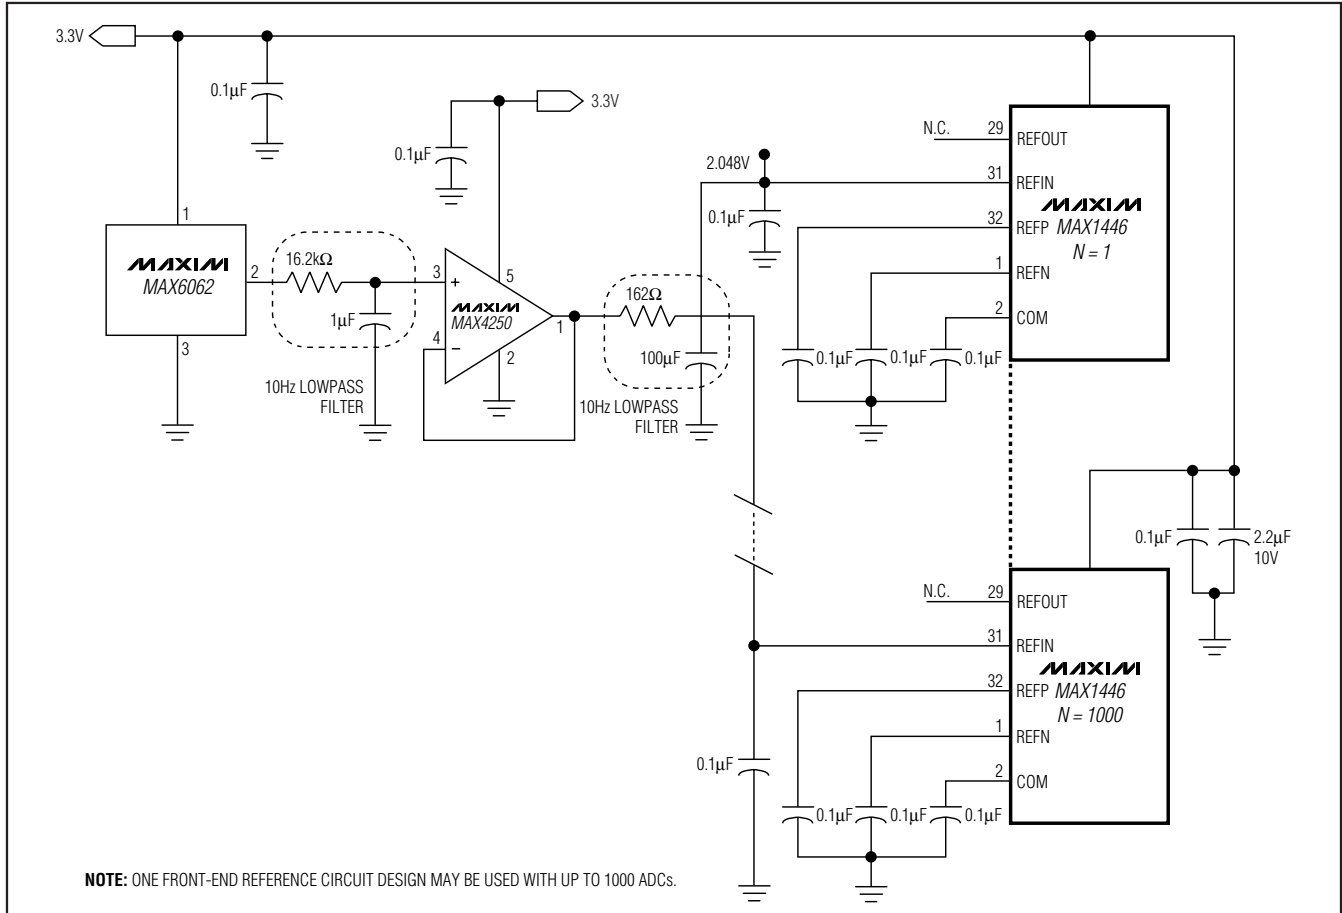 3.3V
0.1µF
3.3V
0.1µF
1
MAXIM
MAX6062
2
3
16.2kΩ
1µF
10Hz LOWPASS
FILTER
3
+
4
−
5
MAXIM
MAX4250
1
2
162Ω
100µF
10Hz LOWPASS
FILTER
2.048V
0.1µF
N.C.
29
REFOUT
31
REFIN
32
REFP
1
REFN
2
COM
MAXIM
MAX1446
N = 1
0.1µF
0.1µF
0.1µF
0.1µF
2.2µF
10V
N.C.
29
REFOUT
31
REFIN
32
REFP
1
REFN
2
COM
MAXIM
MAX1446
N = 1000
0.1µF
0.1µF
0.1µF
0.1µF
NOTE: ONE FRONT-END REFERENCE CIRCUIT DESIGN MAY BE USED WITH UP TO 1000 ADCs.